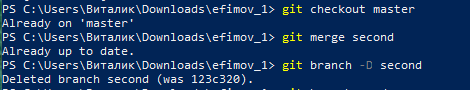 PS C:\Users\Виталик\Downloads\efimov_1> git checkout master
Already on 'master'
PS C:\Users\Виталик\Downloads\efimov_1> git merge second
Already up to date.
PS C:\Users\Виталик\Downloads\efimov_1> git branch -D second
Deleted branch second (was 123c320).